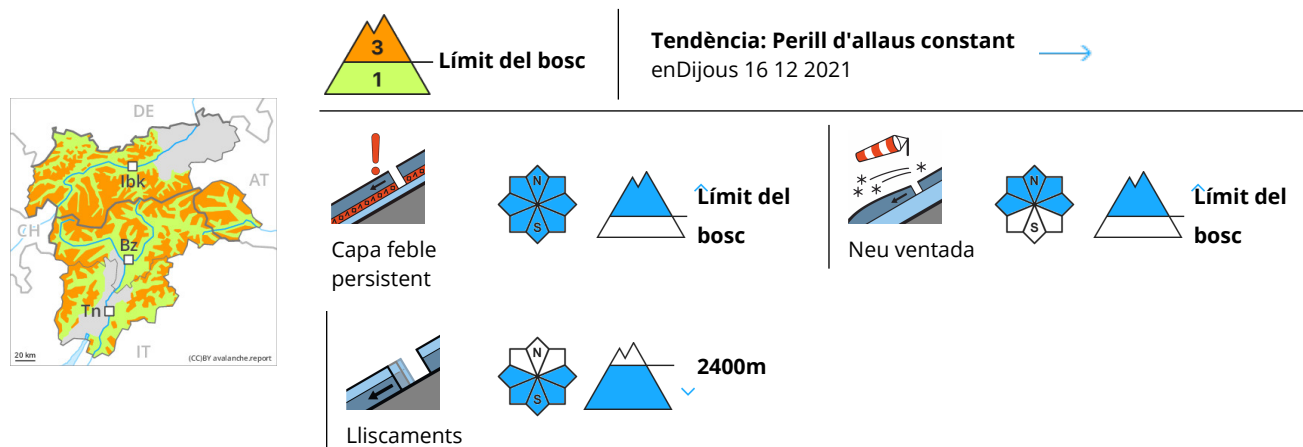 3
1
Límit del bosc
Tendència: Perill d'allaus constant
enDijous 16 12 2021
DE
AT
CH
IT
Ibk
Bz
Tn
20 km
(CC)BY avalanche.report
N
S
Límit del
bosc
Capa feble
persistent
N
S
Límit del
bosc
Neu ventada
N
S
2400m
Lliscaments